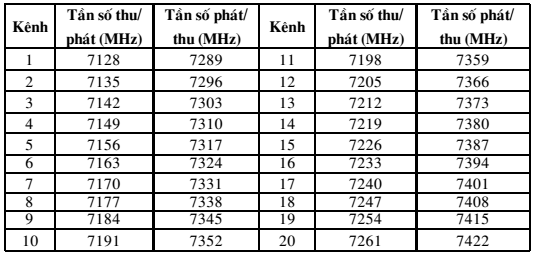 Kênh Tần số thu/ phát (MHz) Tần số phát/ thu (MHz) Kênh Tần số thu/ phát (MHz) Tần số phát/ thu (MHz)
1 7128 7289 11 7198 7359
2 7135 7296 12 7205 7366
3 7142 7303 13 7212 7373
4 7149 7310 14 7219 7380
5 7156 7317 15 7226 7387
6 7163 7324 16 7233 7394
7 7170 7331 17 7240 7401
8 7177 7338 18 7247 7408
9 7184 7345 19 7254 7415
10 7191 7352 20 7261 7422